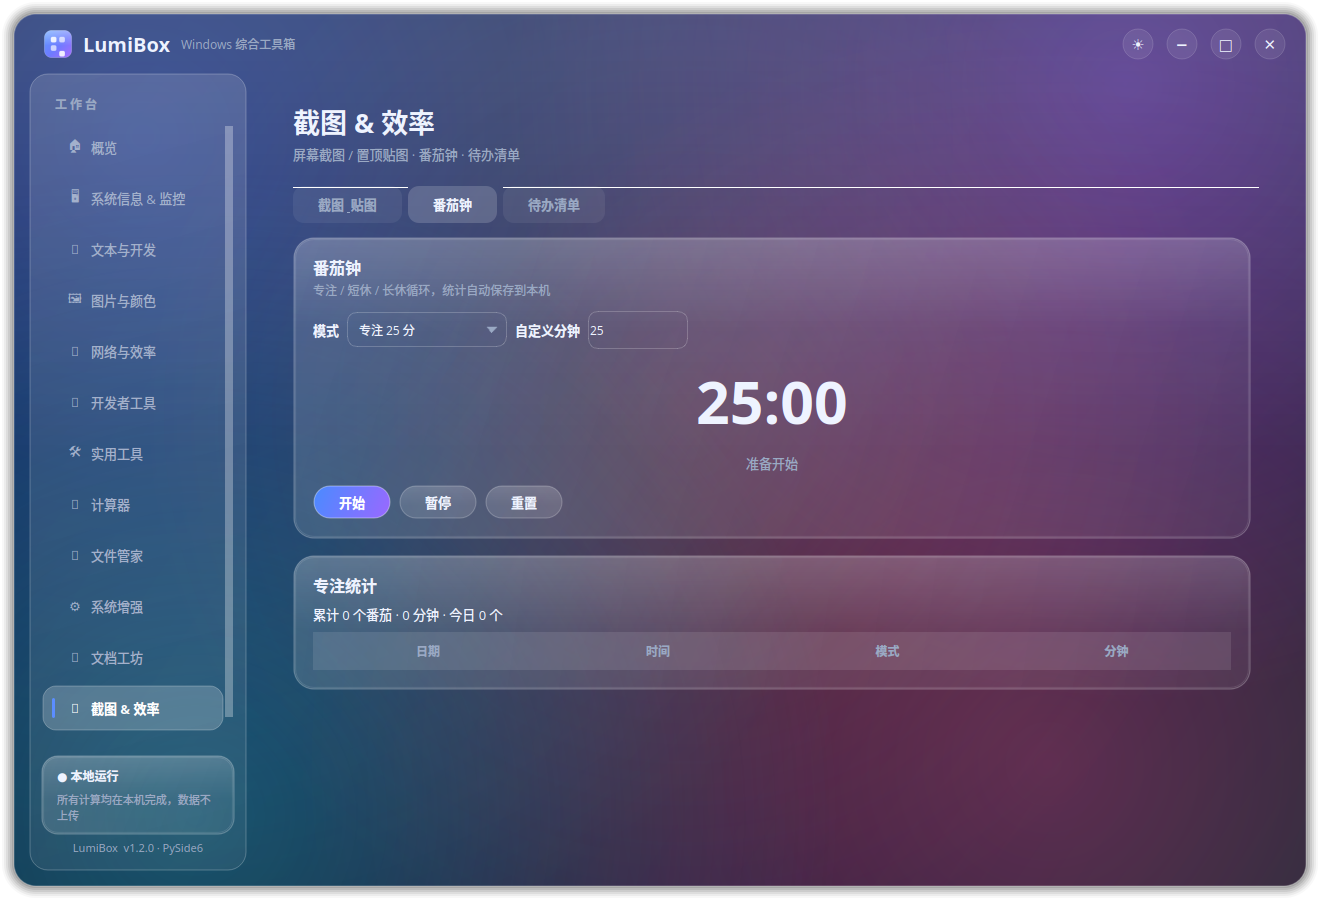 LumiBox Windows 综合工具箱
工作台
概览
系统信息 & 监控
文本与开发
图片与颜色
网络与效率
开发者工具
实用工具
计算器
文件管家
系统增强
文档工坊
截图 & 效率
● 本地运行
所有计算均在本机完成，数据不
上传
LumiBox v1.2.0 · PySide6
截图 & 效率
屏幕截图 / 置顶贴图 · 番茄钟 · 待办清单
截图_贴图 番茄钟 待办清单
番茄钟
专注 / 短休 / 长休循环，统计自动保存到本机
模式 专注 25 分 自定义分钟 25
25:00
准备开始
开始 暂停 重置
专注统计
累计 0 个番茄 · 0 分钟 · 今日 0 个
日期 时间 模式 分钟